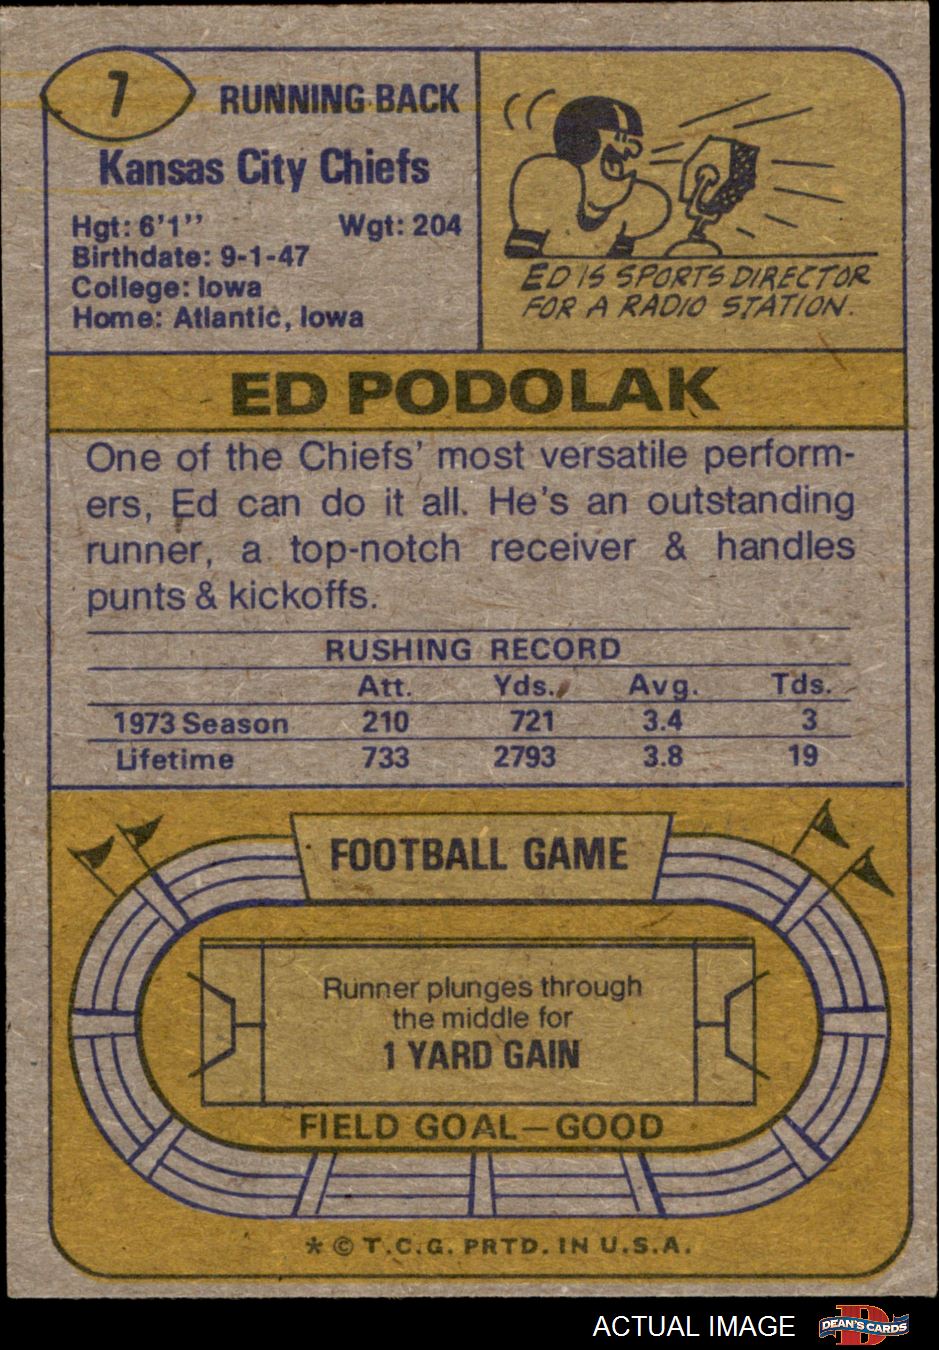 7
RUNNING BACK
Kansas City Chiefs
Hgt: 6'1'' Wgt: 204
Birthdate: 9-1-47
College: Iowa
Home: Atlantic, Iowa
ED IS SPORTS DIRECTOR
FOR A RADIO STATION.
ED PODOLAK
One of the Chiefs' most versatile perform-
ers, Ed can do it all. He's an outstanding
runner, a top-notch receiver & handles
punts & kickoffs.
RUSHING RECORD
Att. Yds. Avg. Tds.
1973 Season 210 721 3.4 3
Lifetime 733 2793 3.8 19
FOOTBALL GAME
Runner plunges through
the middle for
1 YARD GAIN
FIELD GOAL—GOOD
* © T.C.G. PRTD. IN U.S.A.
ACTUAL IMAGE
D
DEAN'S CARDS